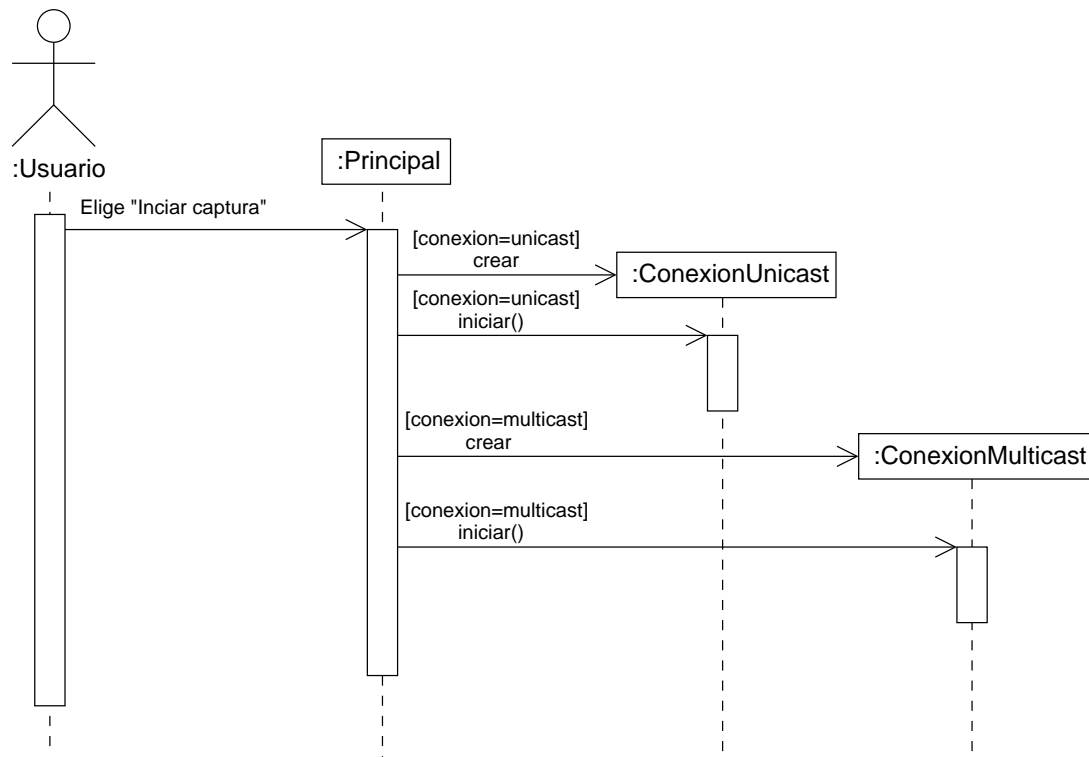 :Usuario
:Principal
Elige "Inciar captura"
[conexion=unicast]
crear
:ConexionUnicast
[conexion=unicast]
iniciar()
[conexion=multicast]
crear
:ConexionMulticast
[conexion=multicast]
iniciar()